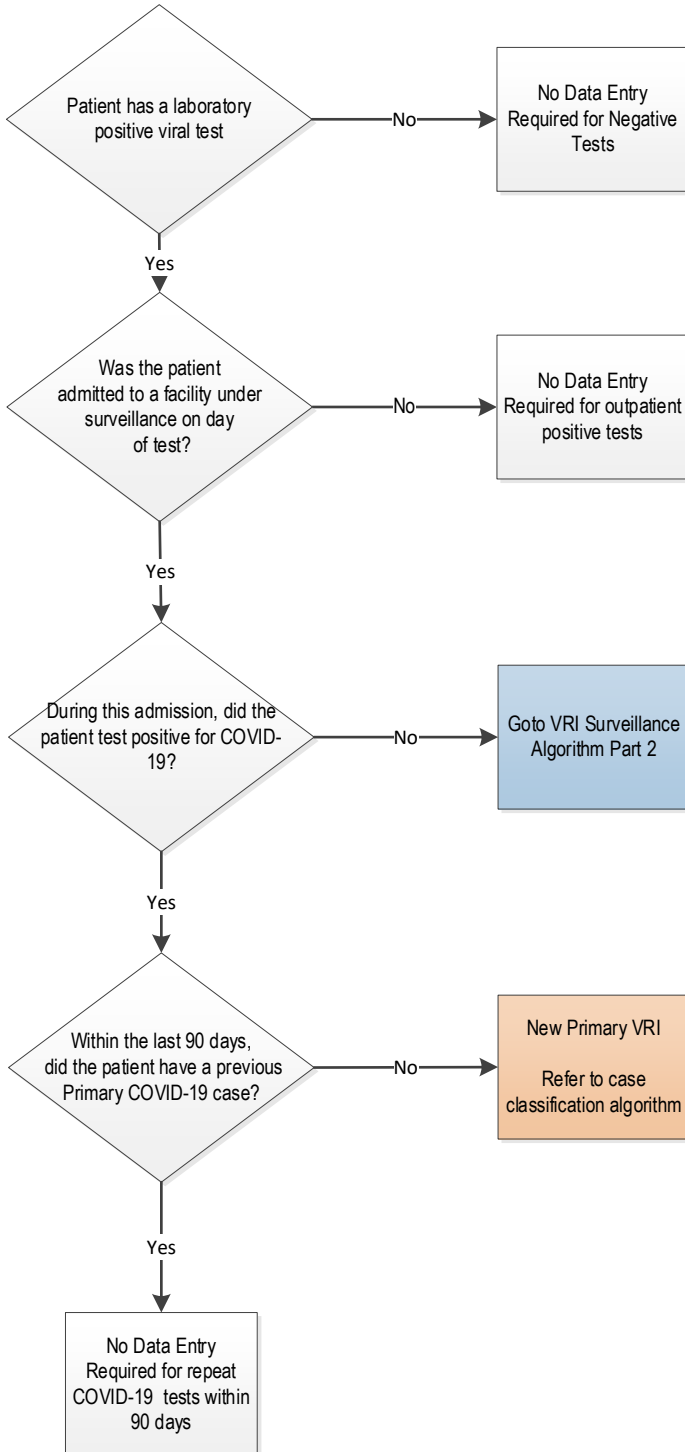 Patient has a laboratory
positive viral test
No
No Data Entry
Required for Negative
Tests
Yes
Was the patient
admitted to a facility under
surveillance on day
of test?
No
No Data Entry
Required for outpatient
positive tests
Yes
During this admission, did the
patient test positive for COVID-
19?
No
Goto VRI Surveillance
Algorithm Part 2
Yes
Within the last 90 days,
did the patient have a previous
Primary COVID-19 case?
No
New Primary VRI
Refer to case
classification algorithm
Yes
No Data Entry
Required for repeat
COVID-19 tests within
90 days